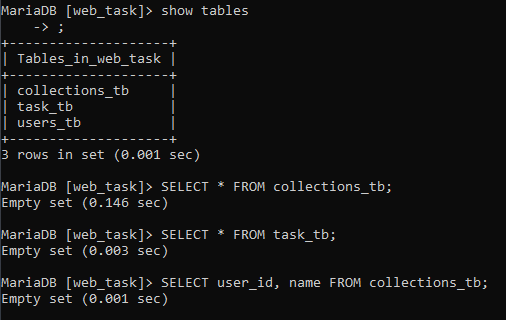 MariaDB [web_task]> show tables
    -> ;
+--------------------+
| Tables_in_web_task |
+--------------------+
| collections_tb     |
| task_tb            |
| users_tb           |
+--------------------+
3 rows in set (0.001 sec)

MariaDB [web_task]> SELECT * FROM collections_tb;
Empty set (0.146 sec)

MariaDB [web_task]> SELECT * FROM task_tb;
Empty set (0.003 sec)

MariaDB [web_task]> SELECT user_id, name FROM collections_tb;
Empty set (0.001 sec)